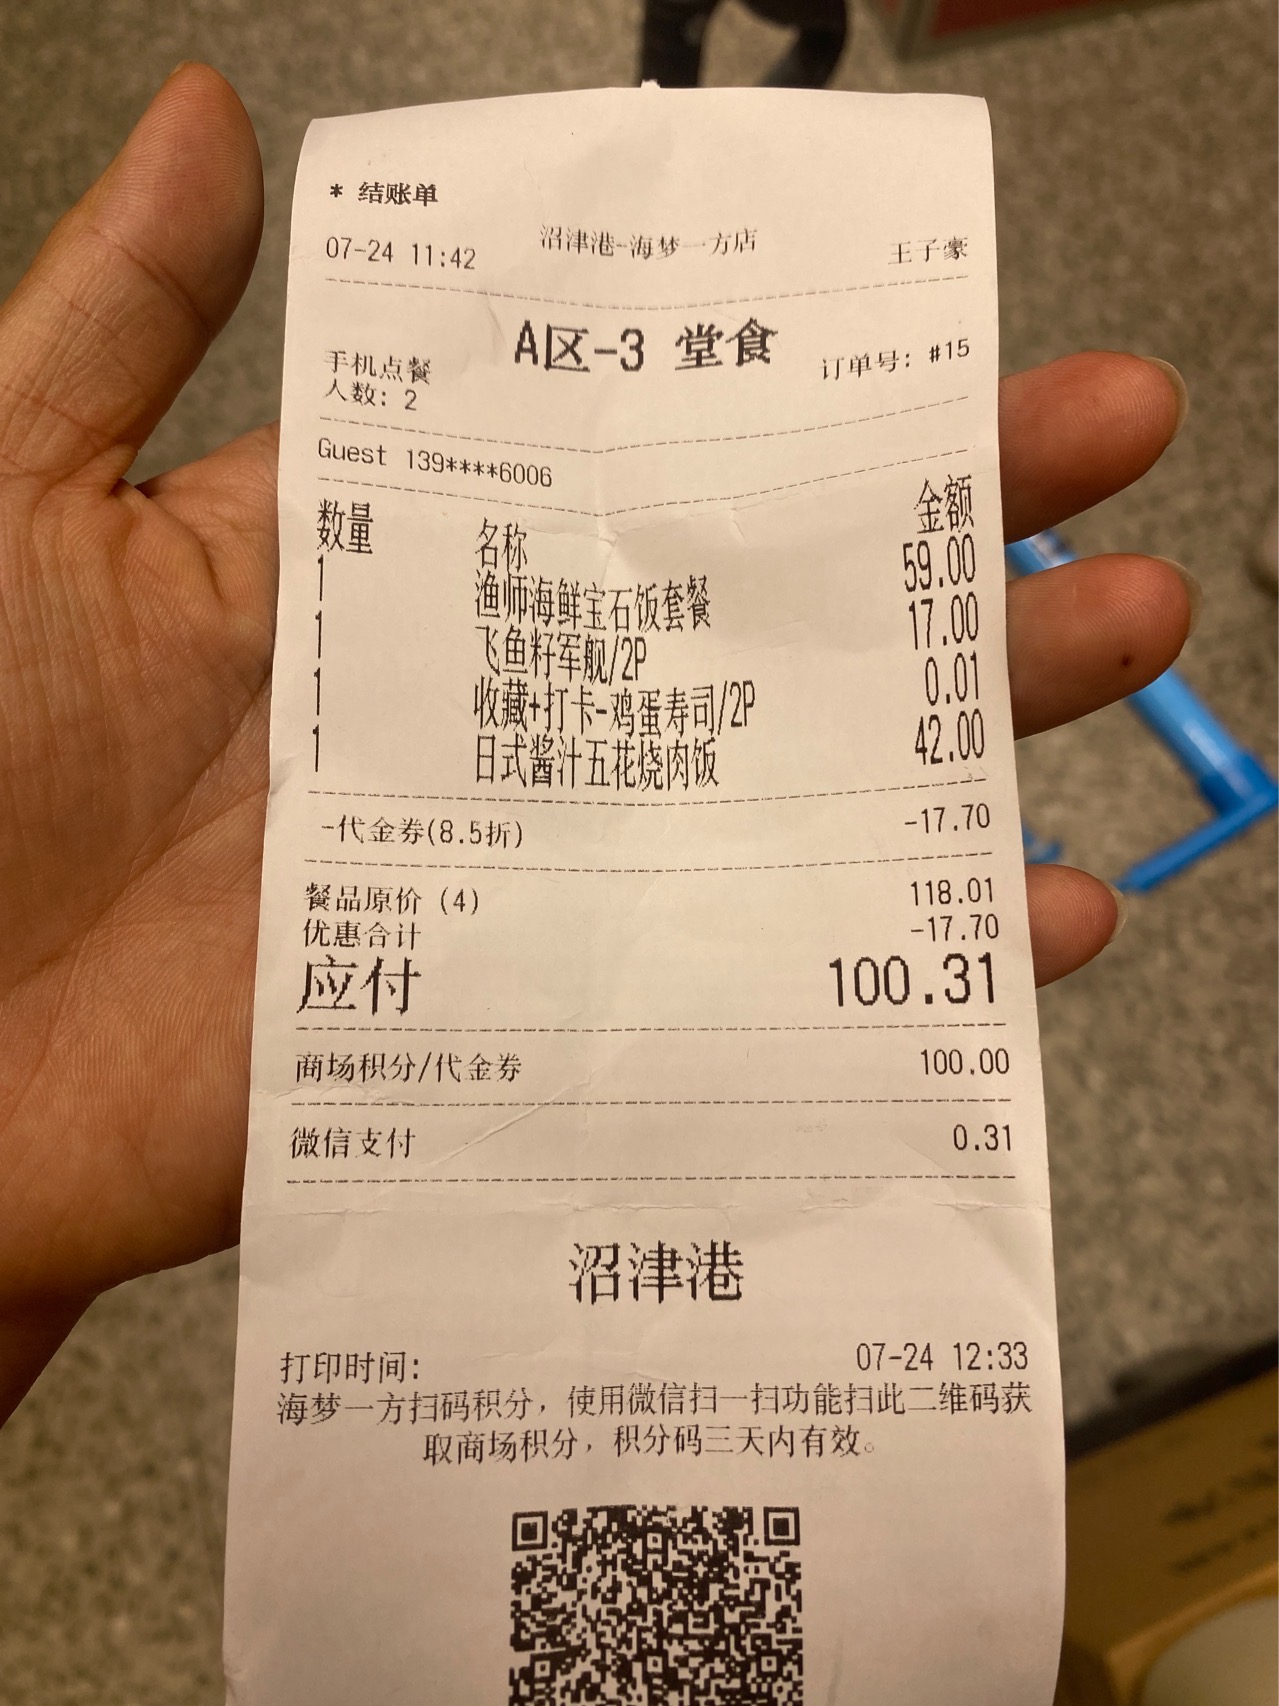 * 结账单
沼津港-海梦一方店
07-24 11:42 王子豪
A区-3 堂食
手机点餐 订单号: #15
人数: 2
Guest 139****6006
数量 名称 金额
1 渔师海鲜宝石饭套餐 59.00
1 飞鱼籽军舰/2P 17.00
1 收藏+打卡-鸡蛋寿司/2P 0.01
1 日式酱汁五花烧肉饭 42.00
-代金券(8.5折) -17.70
餐品原价 (4) 118.01
优惠合计 -17.70
应付 100.31
商场积分/代金券 100.00
微信支付 0.31
沼津港
打印时间: 07-24 12:33
海梦一方扫码积分，使用微信扫一扫功能扫此二维码获
取商场积分，积分码三天内有效。